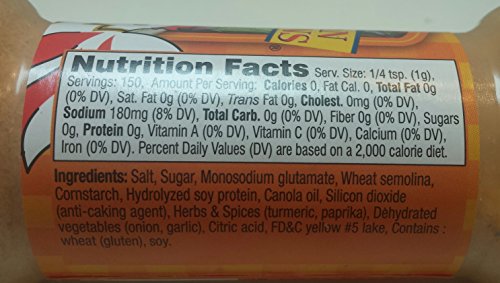 N
S
®
Nutrition Facts Serv. Size: 1/4 tsp. (1g),
Servings: 150, Amount Per Serving: Calories 0, Fat Cal. 0, Total Fat 0g
(0% DV), Sat. Fat 0g (0% DV), Trans Fat 0g, Cholest. 0mg (0% DV),
Sodium 180mg (8% DV), Total Carb. 0g (0% DV), Fiber 0g (0% DV), Sugars
0g, Protein 0g, Vitamin A (0% DV), Vitamin C (0% DV), Calcium (0% DV),
Iron (0% DV). Percent Daily Values (DV) are based on a 2,000 calorie diet.
Ingredients: Salt, Sugar, Monosodium glutamate, Wheat semolina,
Cornstarch, Hydrolyzed soy protein, Canola oil, Silicon dioxide
(anti-caking agent), Herbs & Spices (turmeric, paprika), Dehydrated
vegetables (onion, garlic), Citric acid, FD&C yellow #5 lake, Contains :
wheat (gluten), soy.